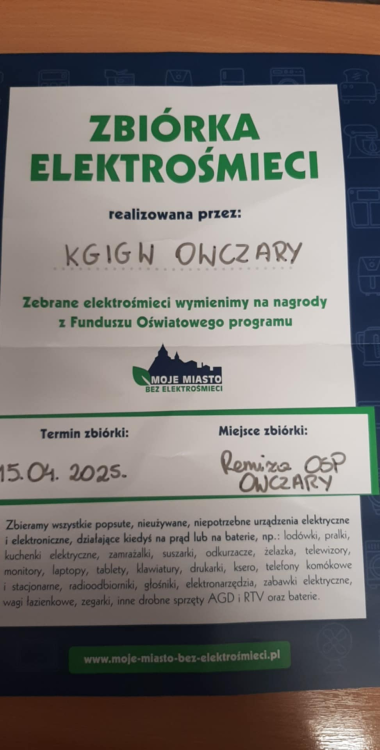 ZBIÓRKA
ELEKTROŚMIECI
realizowana przez:
KGIGW OWCZARY
Zebrane elektrośmieci wymienimy na nagrody
z Funduszu Oświatowego programu
MOJE MIASTO
BEZ ELEKTROŚMIECI
Termin zbiórki:
Miejsce zbiórki:
15.04. 2025.
Remiza OSP
OWCZARY
Zbieramy wszystkie popsute, nieużywane, niepotrzebne urządzenia elektryczne
i elektroniczne, działające kiedyś na prąd lub na baterie, np.: lodówki, pralki,
kuchenki elektryczne, zamrażalki, suszarki, odkurzacze, żelazka, telewizory,
monitory, laptopy, tablety, klawiatury, drukarki, ksero, telefony komókowe
i stacjonarne, radioodbiorniki, głośniki, elektronarzędzia, zabawki elektryczne,
wagi łazienkowe, zegarki, inne drobne sprzęty AGD i RTV oraz baterie.
www.moje-miasto-bez-elektrośmieci.pl